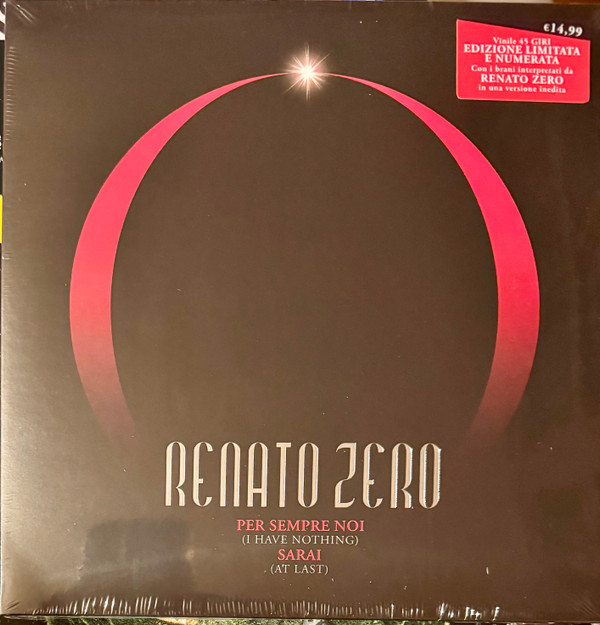 €14,99
Vinile 45 GIRI
EDIZIONE LIMITATA
E NUMERATA
Con i brani interpretati da
RENATO ZERO
in una versione inedita
RENATO ZERO
PER SEMPRE NOI
(I HAVE NOTHING)
SARAI
(AT LAST)